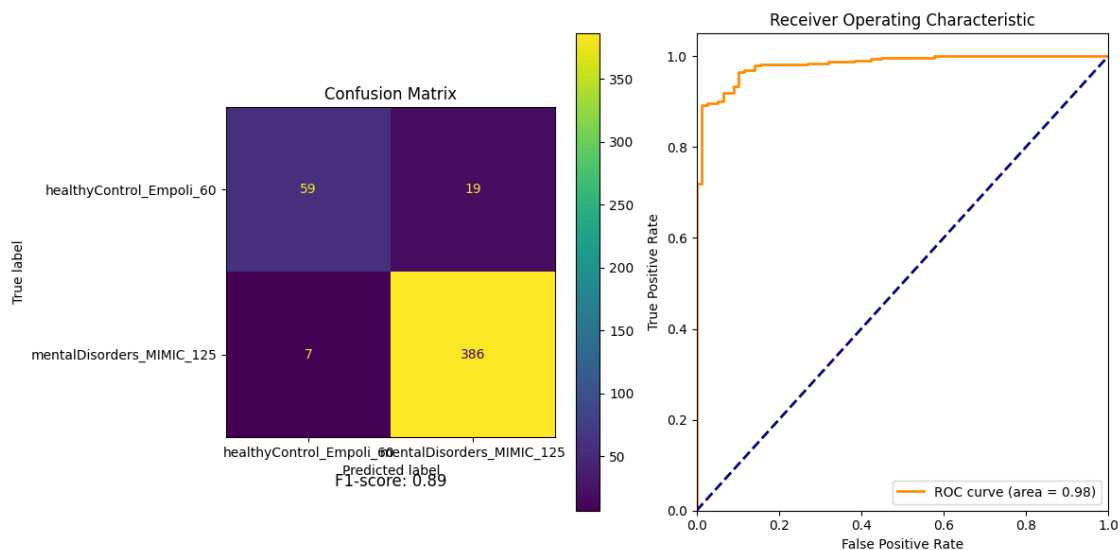 Confusion Matrix
True label
healthyControl_Empoli_60
mentalDisorders_MIMIC_125
59
19
7
386
healthyControl_Empoli_60
mentalDisorders_MIMIC_125
Predicted label
F1-score: 0.89
350
300
250
200
150
100
50
Receiver Operating Characteristic
True Positive Rate
1.0
0.8
0.6
0.4
0.2
0.0
0.0
0.2
0.4
0.6
0.8
1.0
False Positive Rate
ROC curve (area = 0.98)